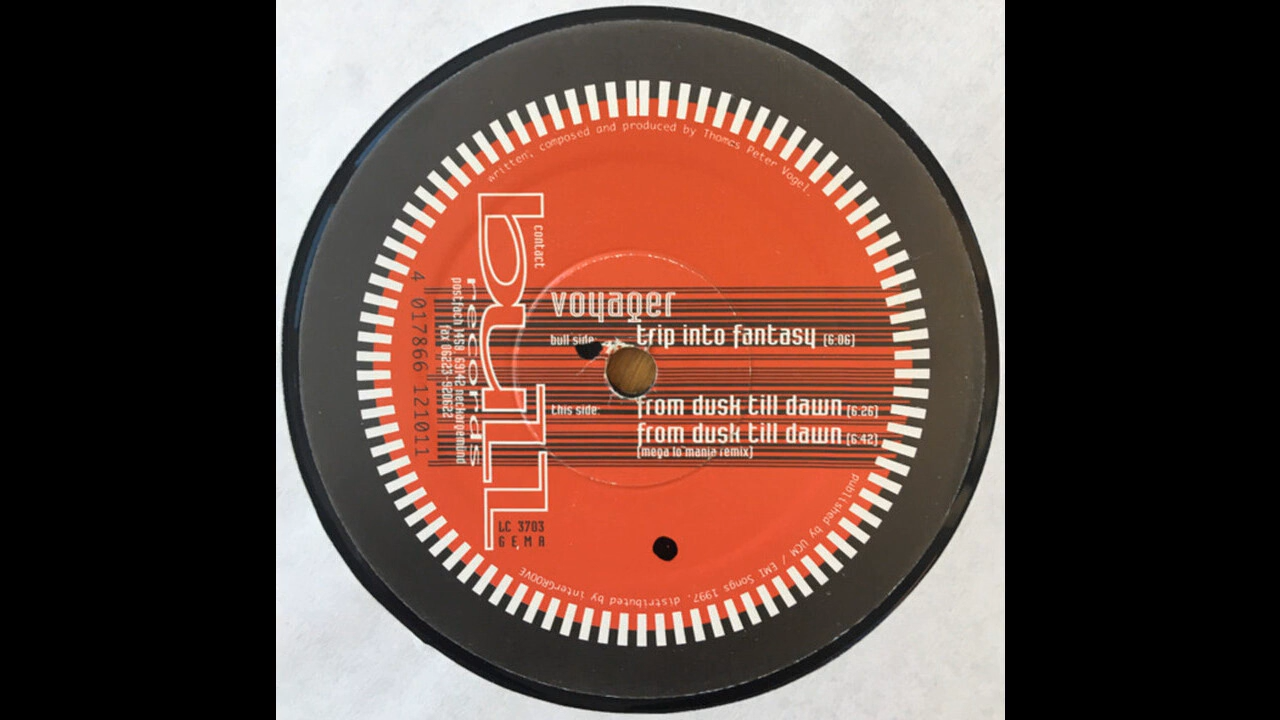 written, composed and produced by Thomas Peter Vogel.
bull
records
contact
postfach 1458 69142 neckargemünd
fax 06223-920622
4 017866 121011
voyager
bull side: trip into fantasy (6:06)
this side: from dusk till dawn (6:26)
from dusk till dawn (6:42)
(mega lo mania remix)
LC 3703
GEMA
published by UCM / EMI Songs 1997. distributed by interGROOVE